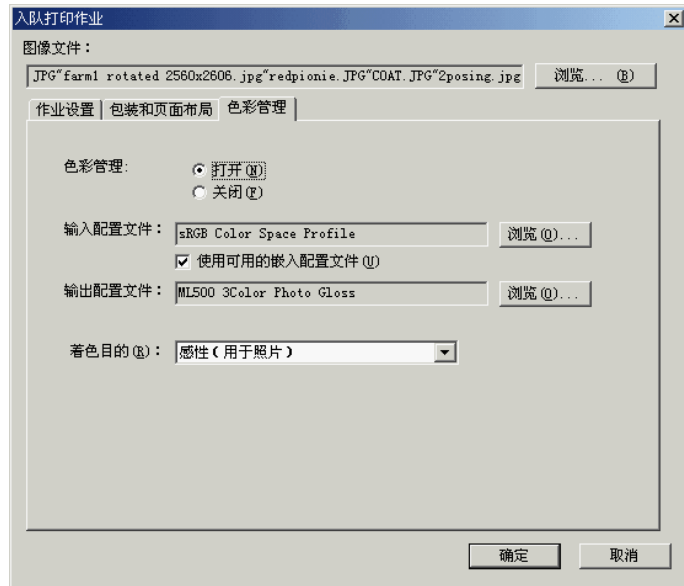 入队打印作业
图像文件：
JPG"farm1 rotated 2560x2606.jpg"redpionie.JPG"COAT.JPG"2posing.jpg
浏览... (B)
作业设置 包装和页面布局 色彩管理
色彩管理:
打开(N)
关闭(F)
输入配置文件：
sRGB Color Space Profile
浏览(O)...
使用可用的嵌入配置文件(U)
输出配置文件：
ML500 3Color Photo Gloss
浏览(O)...
着色目的(R)：
感性(用于照片)
确定
取消